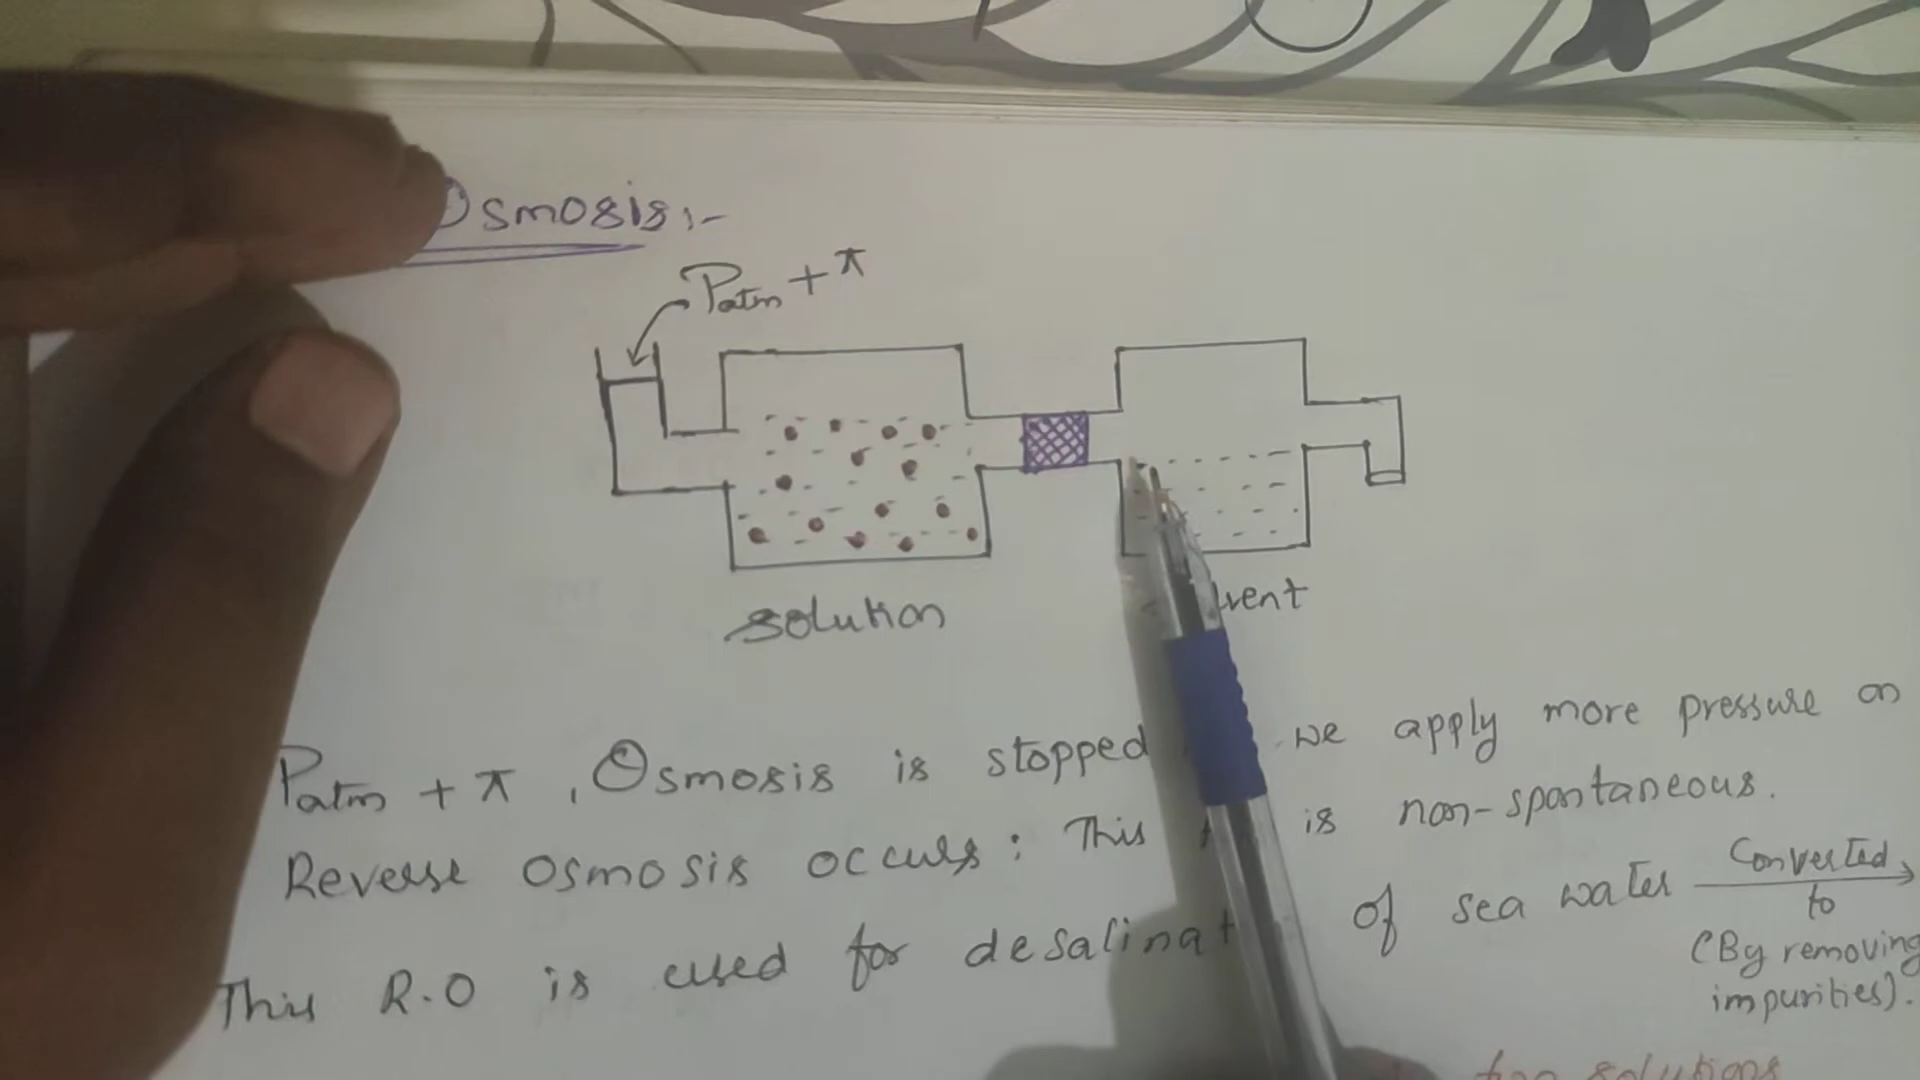 Osmosis:-
Patm + π
solution
Patm + π, Osmosis is stopped we apply more pressure on
Reverse osmosis occurs: This is non-spontaneous.
This R.O is used for desalinat of sea water Converted to
(By removing
impurities).
solutions